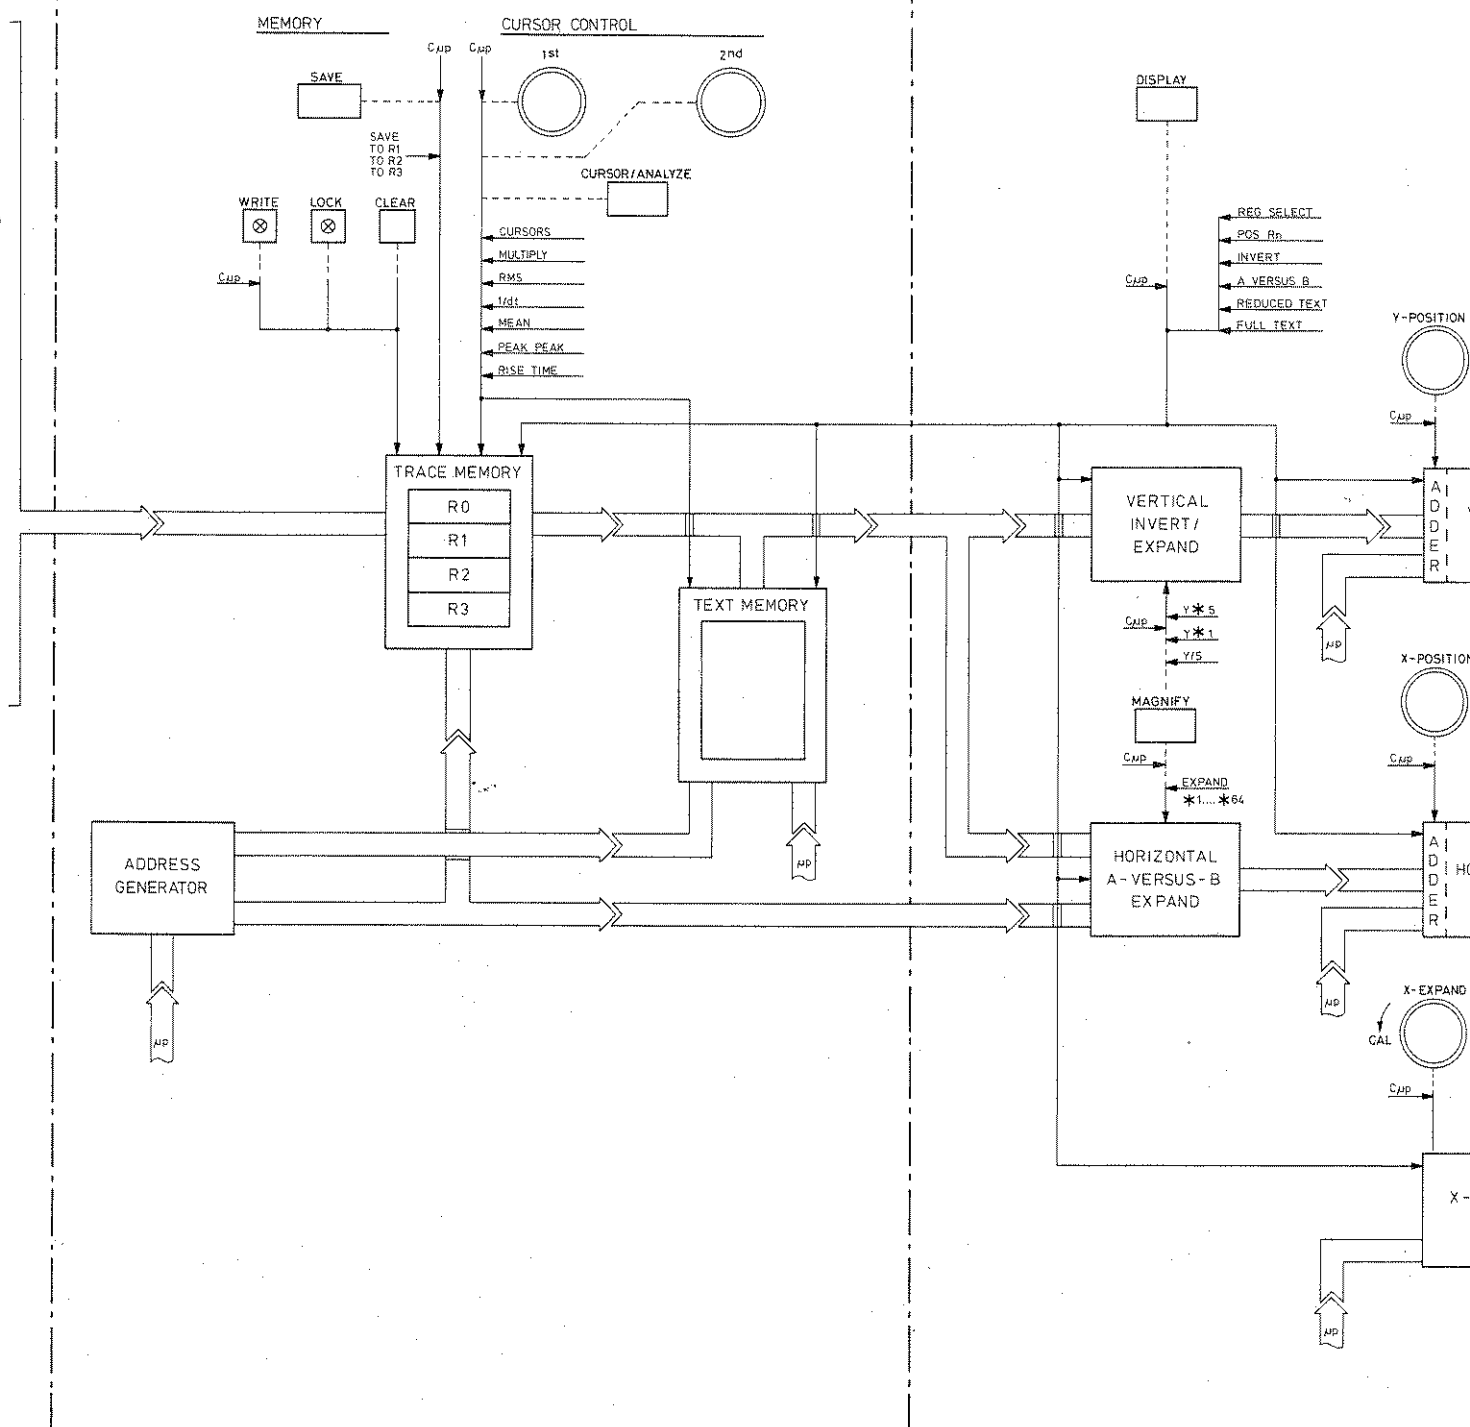 MEMORY
CURSOR CONTROL
Cμp
Cμp
1st
2nd
SAVE
DISPLAY
SAVE
TO R1
TO R2
TO R3
CURSOR/ANALYZE
WRITE
LOCK
CLEAR
REG SELECT
POS Rn
INVERT
A VERSUS B
REDUCED TEXT
FULL TEXT
CURSORS
MULTIPLY
RMS
1/dt
MEAN
PEAK PEAK
RISE TIME
Cμp
Cμp
Y-POSITION
Cμp
TRACE MEMORY
R0
R1
R2
R3
VERTICAL
INVERT/
EXPAND
ADDER
TEXT MEMORY
Y*5
Cμp
Y*1
Y/5
μp
X-POSITION
MAGNIFY
Cμp
Cμp
EXPAND
*1....*64
ADDRESS
GENERATOR
μp
HORIZONTAL
A-VERSUS-B
EXPAND
ADDER
HO
μp
μp
X-EXPAND
CAL
Cμp
X-
μp